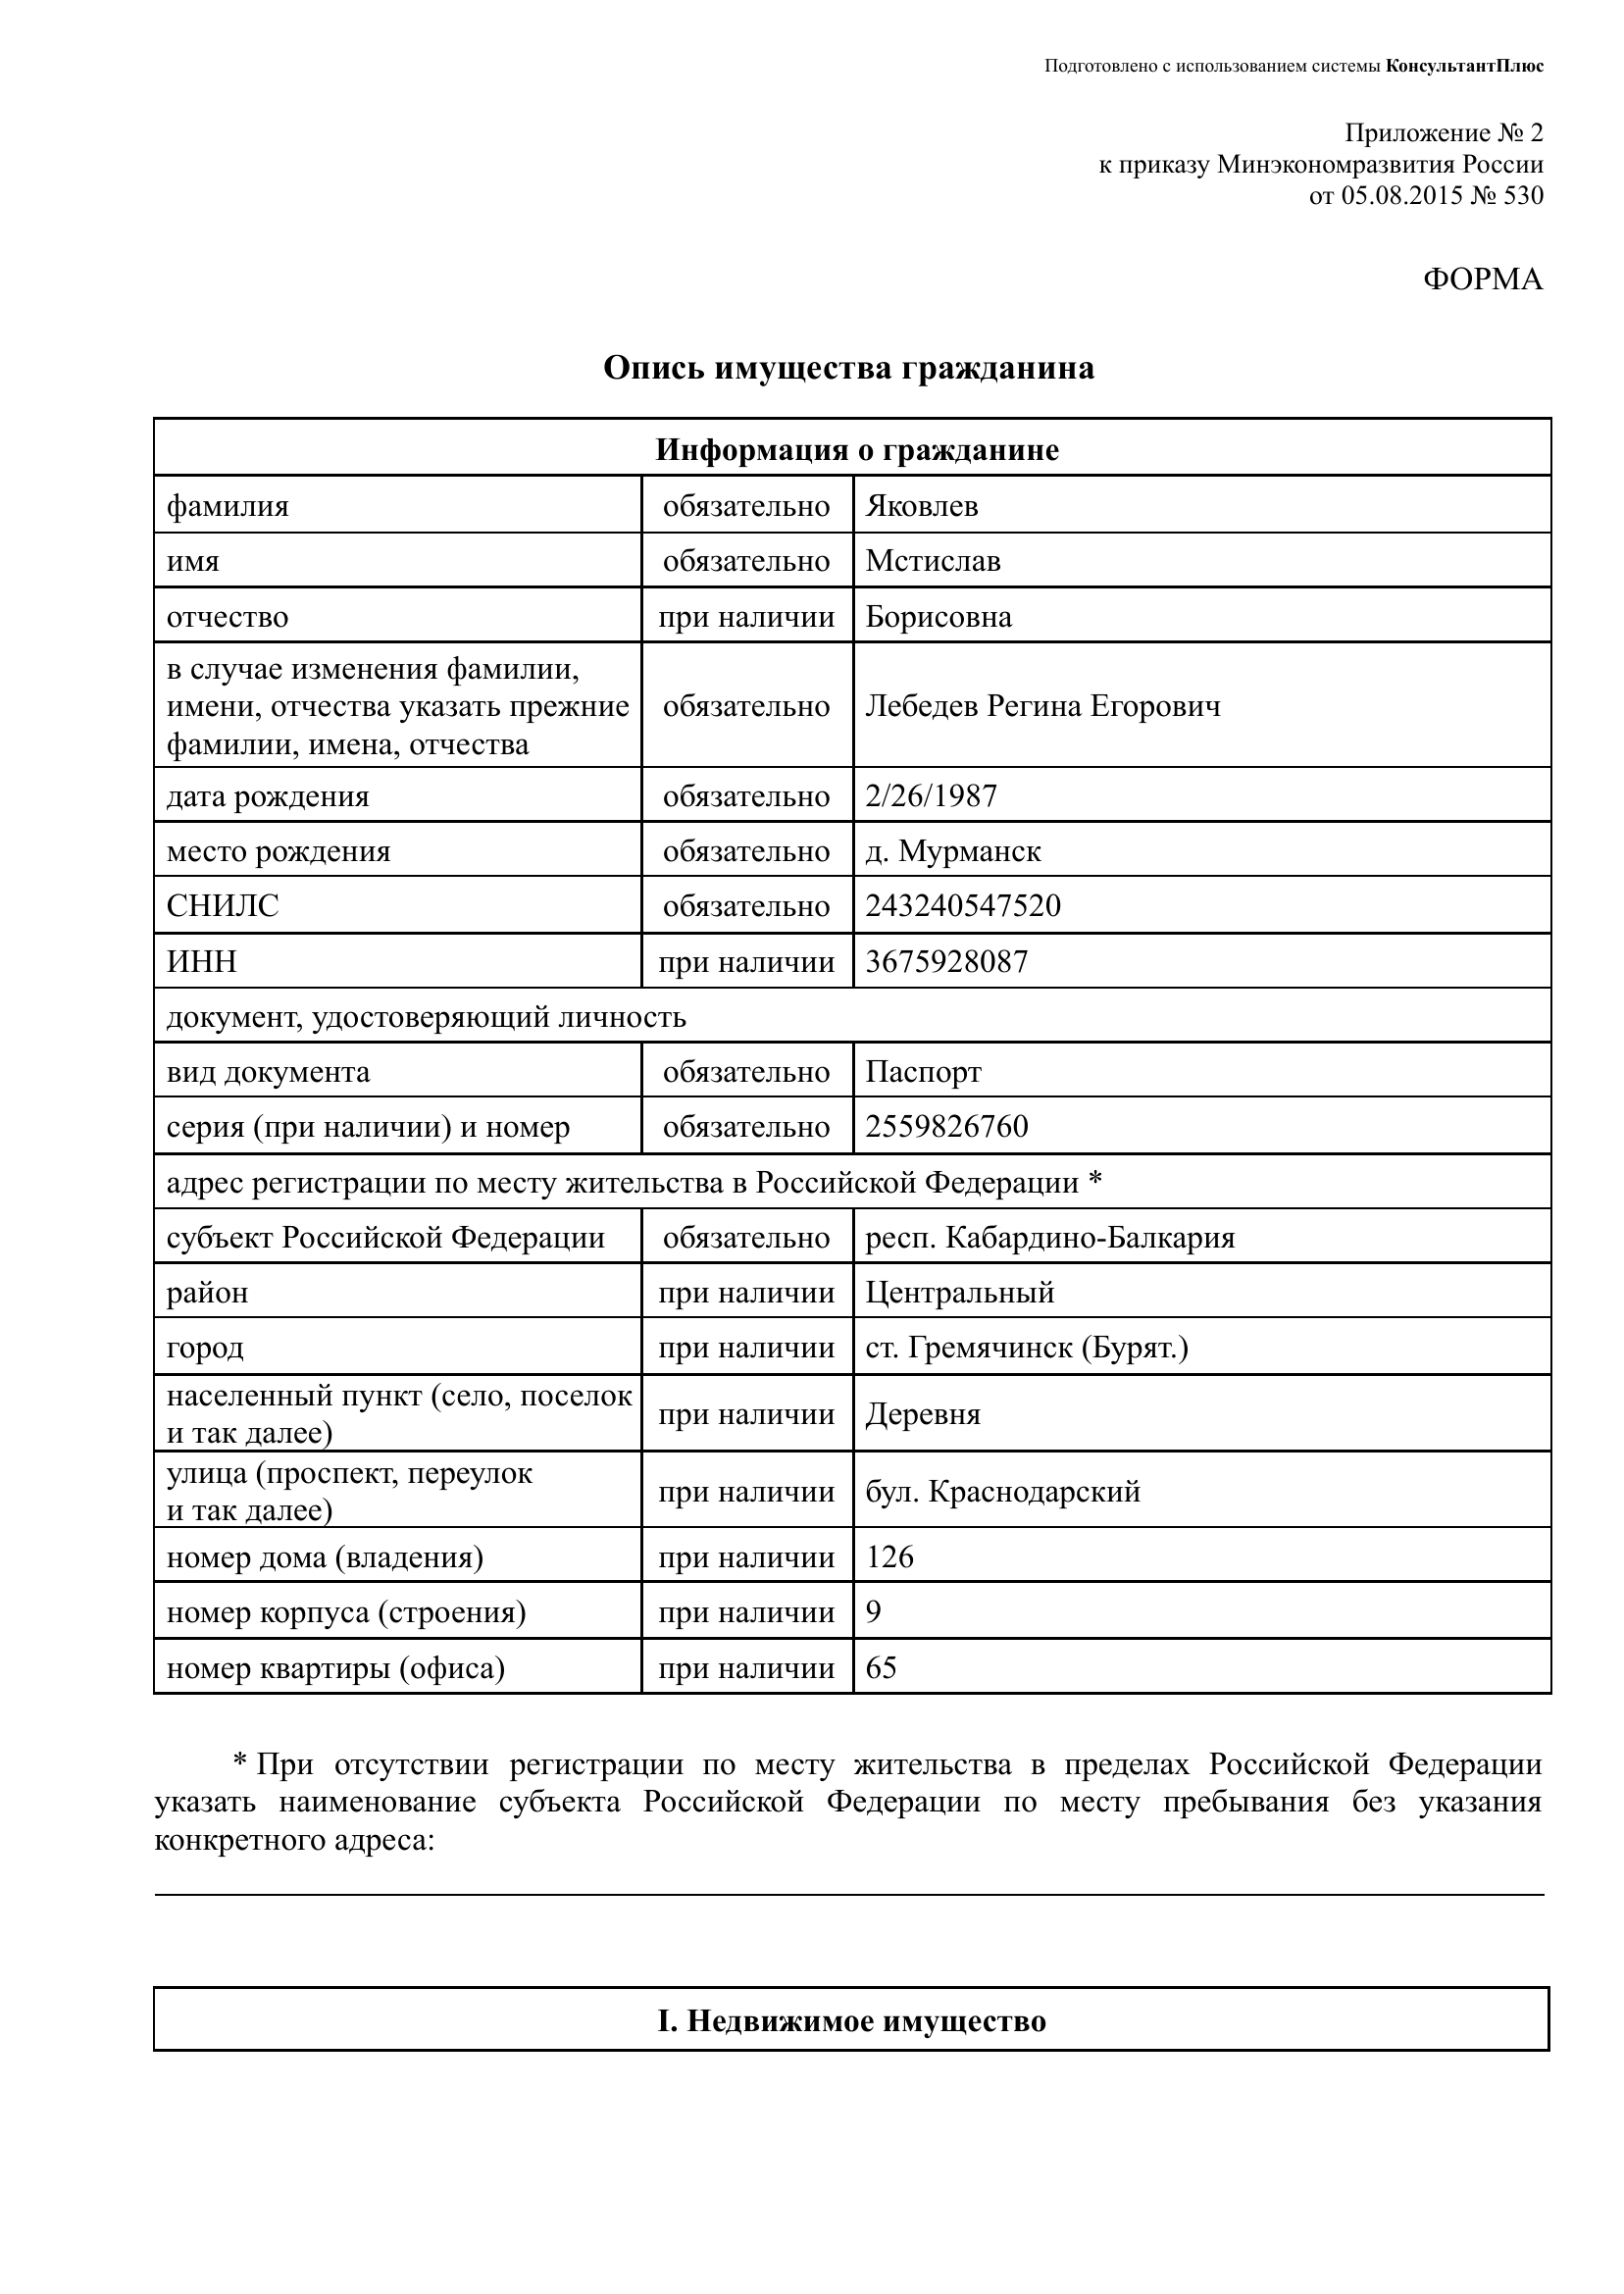 Подготовлено с использованием системы КонсультантПлюс
Приложение № 2
к приказу Минэкономразвития России
от 05.08.2015 № 530
ФОРМА
Опись имущества гражданина
Информация о гражданине
фамилия обязательно Яковлев
имя обязательно Мстислав
отчество при наличии Борисовна
в случае изменения фамилии,
имени, отчества указать прежние
фамилии, имена, отчества
обязательно Лебедев Регина Егорович
дата рождения обязательно 2/26/1987
место рождения обязательно д. Мурманск
СНИЛС обязательно 243240547520
ИНН при наличии 3675928087
документ, удостоверяющий личность
вид документа обязательно Паспорт
серия (при наличии) и номер обязательно 2559826760
адрес регистрации по месту жительства в Российской Федерации *
субъект Российской Федерации обязательно респ. Кабардино-Балкария
район при наличии Центральный
город при наличии ст. Гремячинск (Бурят.)
населенный пункт (село, поселок
и так далее)
при наличии Деревня
улица (проспект, переулок
и так далее)
при наличии бул. Краснодарский
номер дома (владения) при наличии 126
номер корпуса (строения) при наличии 9
номер квартиры (офиса) при наличии 65
* При отсутствии регистрации по месту жительства в пределах Российской Федерации
указать наименование субъекта Российской Федерации по месту пребывания без указания
конкретного адреса:
I. Недвижимое имущество